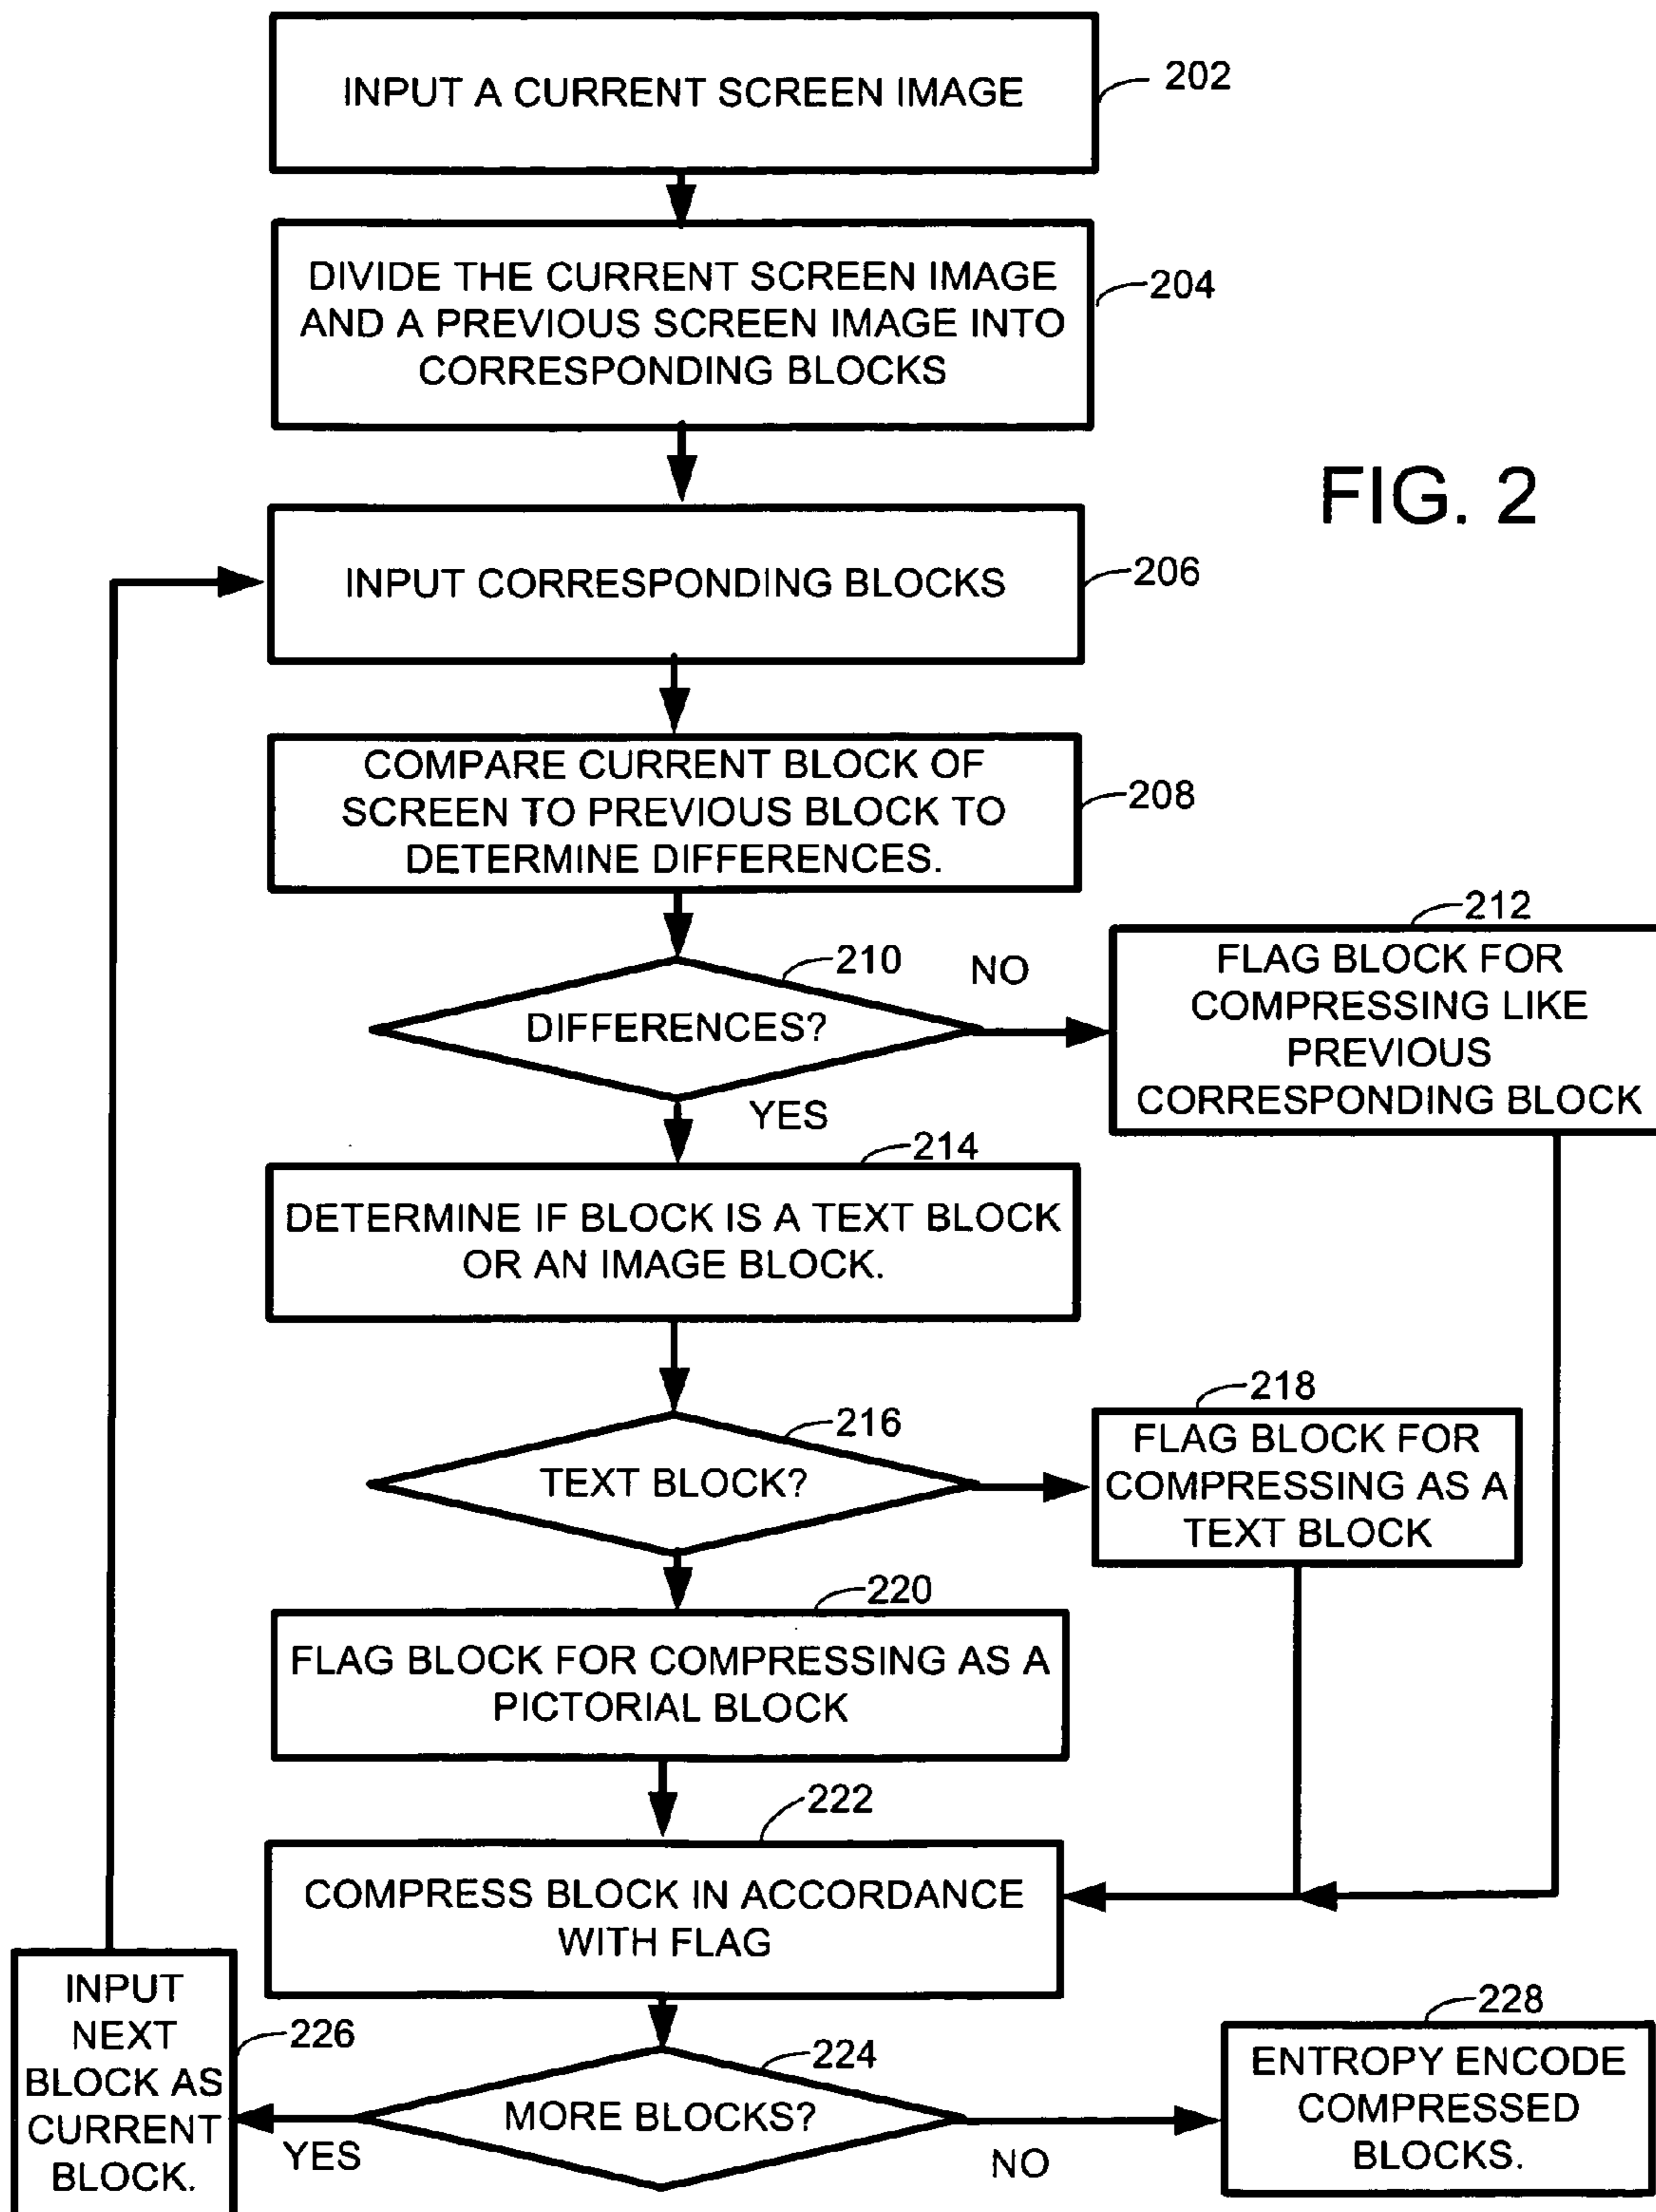 INPUT A CURRENT SCREEN IMAGE
202
DIVIDE THE CURRENT SCREEN IMAGE
AND A PREVIOUS SCREEN IMAGE INTO
CORRESPONDING BLOCKS
204
FIG. 2
INPUT CORRESPONDING BLOCKS
206
COMPARE CURRENT BLOCK OF
SCREEN TO PREVIOUS BLOCK TO
DETERMINE DIFFERENCES.
208
210
DIFFERENCES?
NO
212
FLAG BLOCK FOR
COMPRESSING LIKE
PREVIOUS
CORRESPONDING BLOCK
YES
214
DETERMINE IF BLOCK IS A TEXT BLOCK
OR AN IMAGE BLOCK.
216
TEXT BLOCK?
218
FLAG BLOCK FOR
COMPRESSING AS A
TEXT BLOCK
220
FLAG BLOCK FOR COMPRESSING AS A
PICTORIAL BLOCK
222
COMPRESS BLOCK IN ACCORDANCE
WITH FLAG
224
MORE BLOCKS?
YES
226
INPUT
NEXT
BLOCK AS
CURRENT
BLOCK.
NO
228
ENTROPY ENCODE
COMPRESSED
BLOCKS.